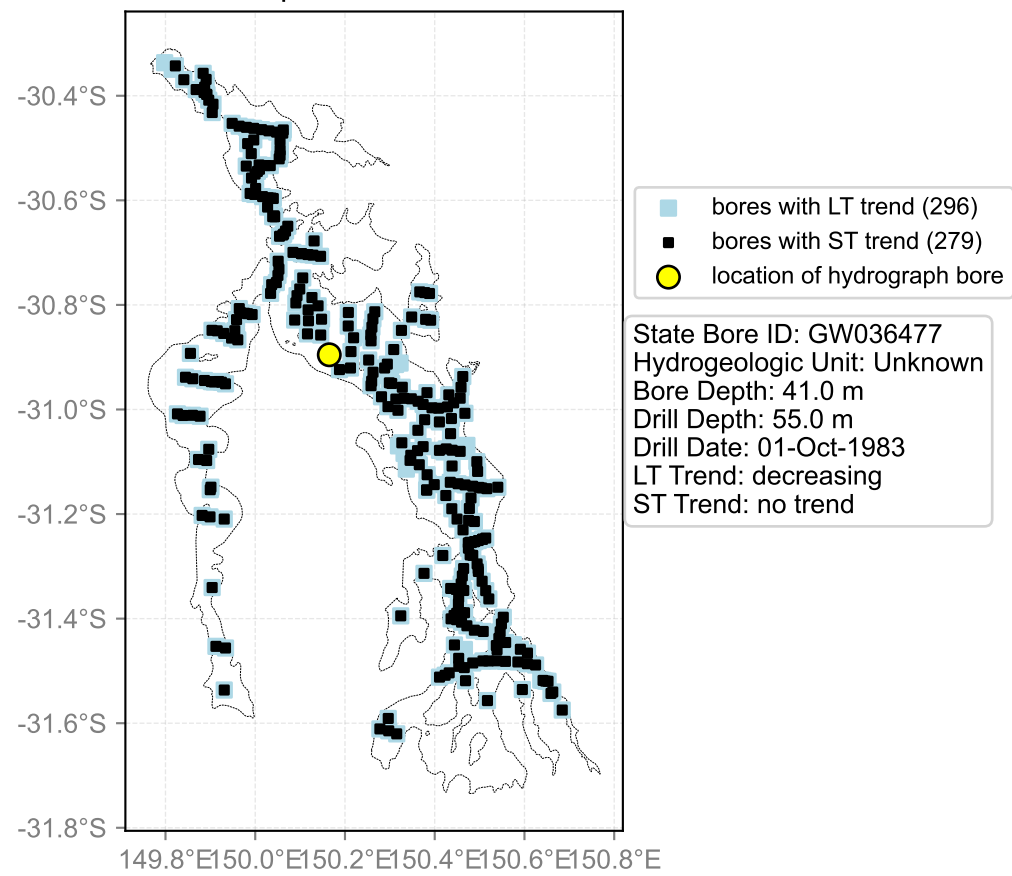 -30.4°S
-30.6°S
-30.8°S
-31.0°S
-31.2°S
-31.4°S
-31.6°S
-31.8°S
149.8°E150.0°E150.2°E150.4°E150.6°E150.8°E
bores with LT trend (296)
bores with ST trend (279)
location of hydrograph bore
State Bore ID: GW036477
Hydrogeologic Unit: Unknown
Bore Depth: 41.0 m
Drill Depth: 55.0 m
Drill Date: 01-Oct-1983
LT Trend: decreasing
ST Trend: no trend